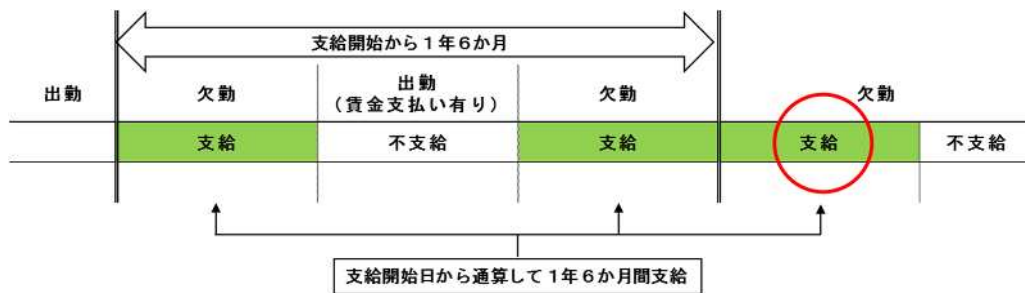 支給開始から1年6か月
出勤
欠勤
出勤
(賃金支払い有り)
欠勤
欠勤
支給
不支給
支給
支給
不支給
支給開始日から通算して1年6か月間支給